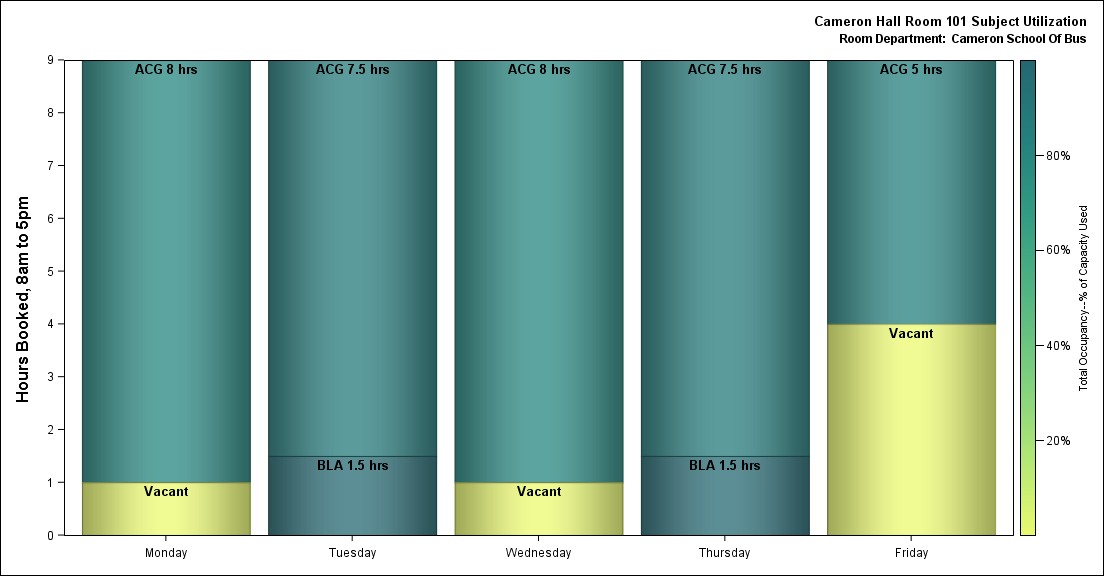 Cameron Hall Room 101 Subject Utilization
Room Department: Cameron School Of Bus
Hours Booked, 8am to 5pm
9
8
7
6
5
4
3
2
1
0
ACG 8 hrs
ACG 7.5 hrs
ACG 8 hrs
ACG 7.5 hrs
ACG 5 hrs
Vacant
BLA 1.5 hrs
BLA 1.5 hrs
Vacant
Vacant
Vacant
Monday
Tuesday
Wednesday
Thursday
Friday
80%
60%
40%
20%
Total Occupancy--% of Capacity Used